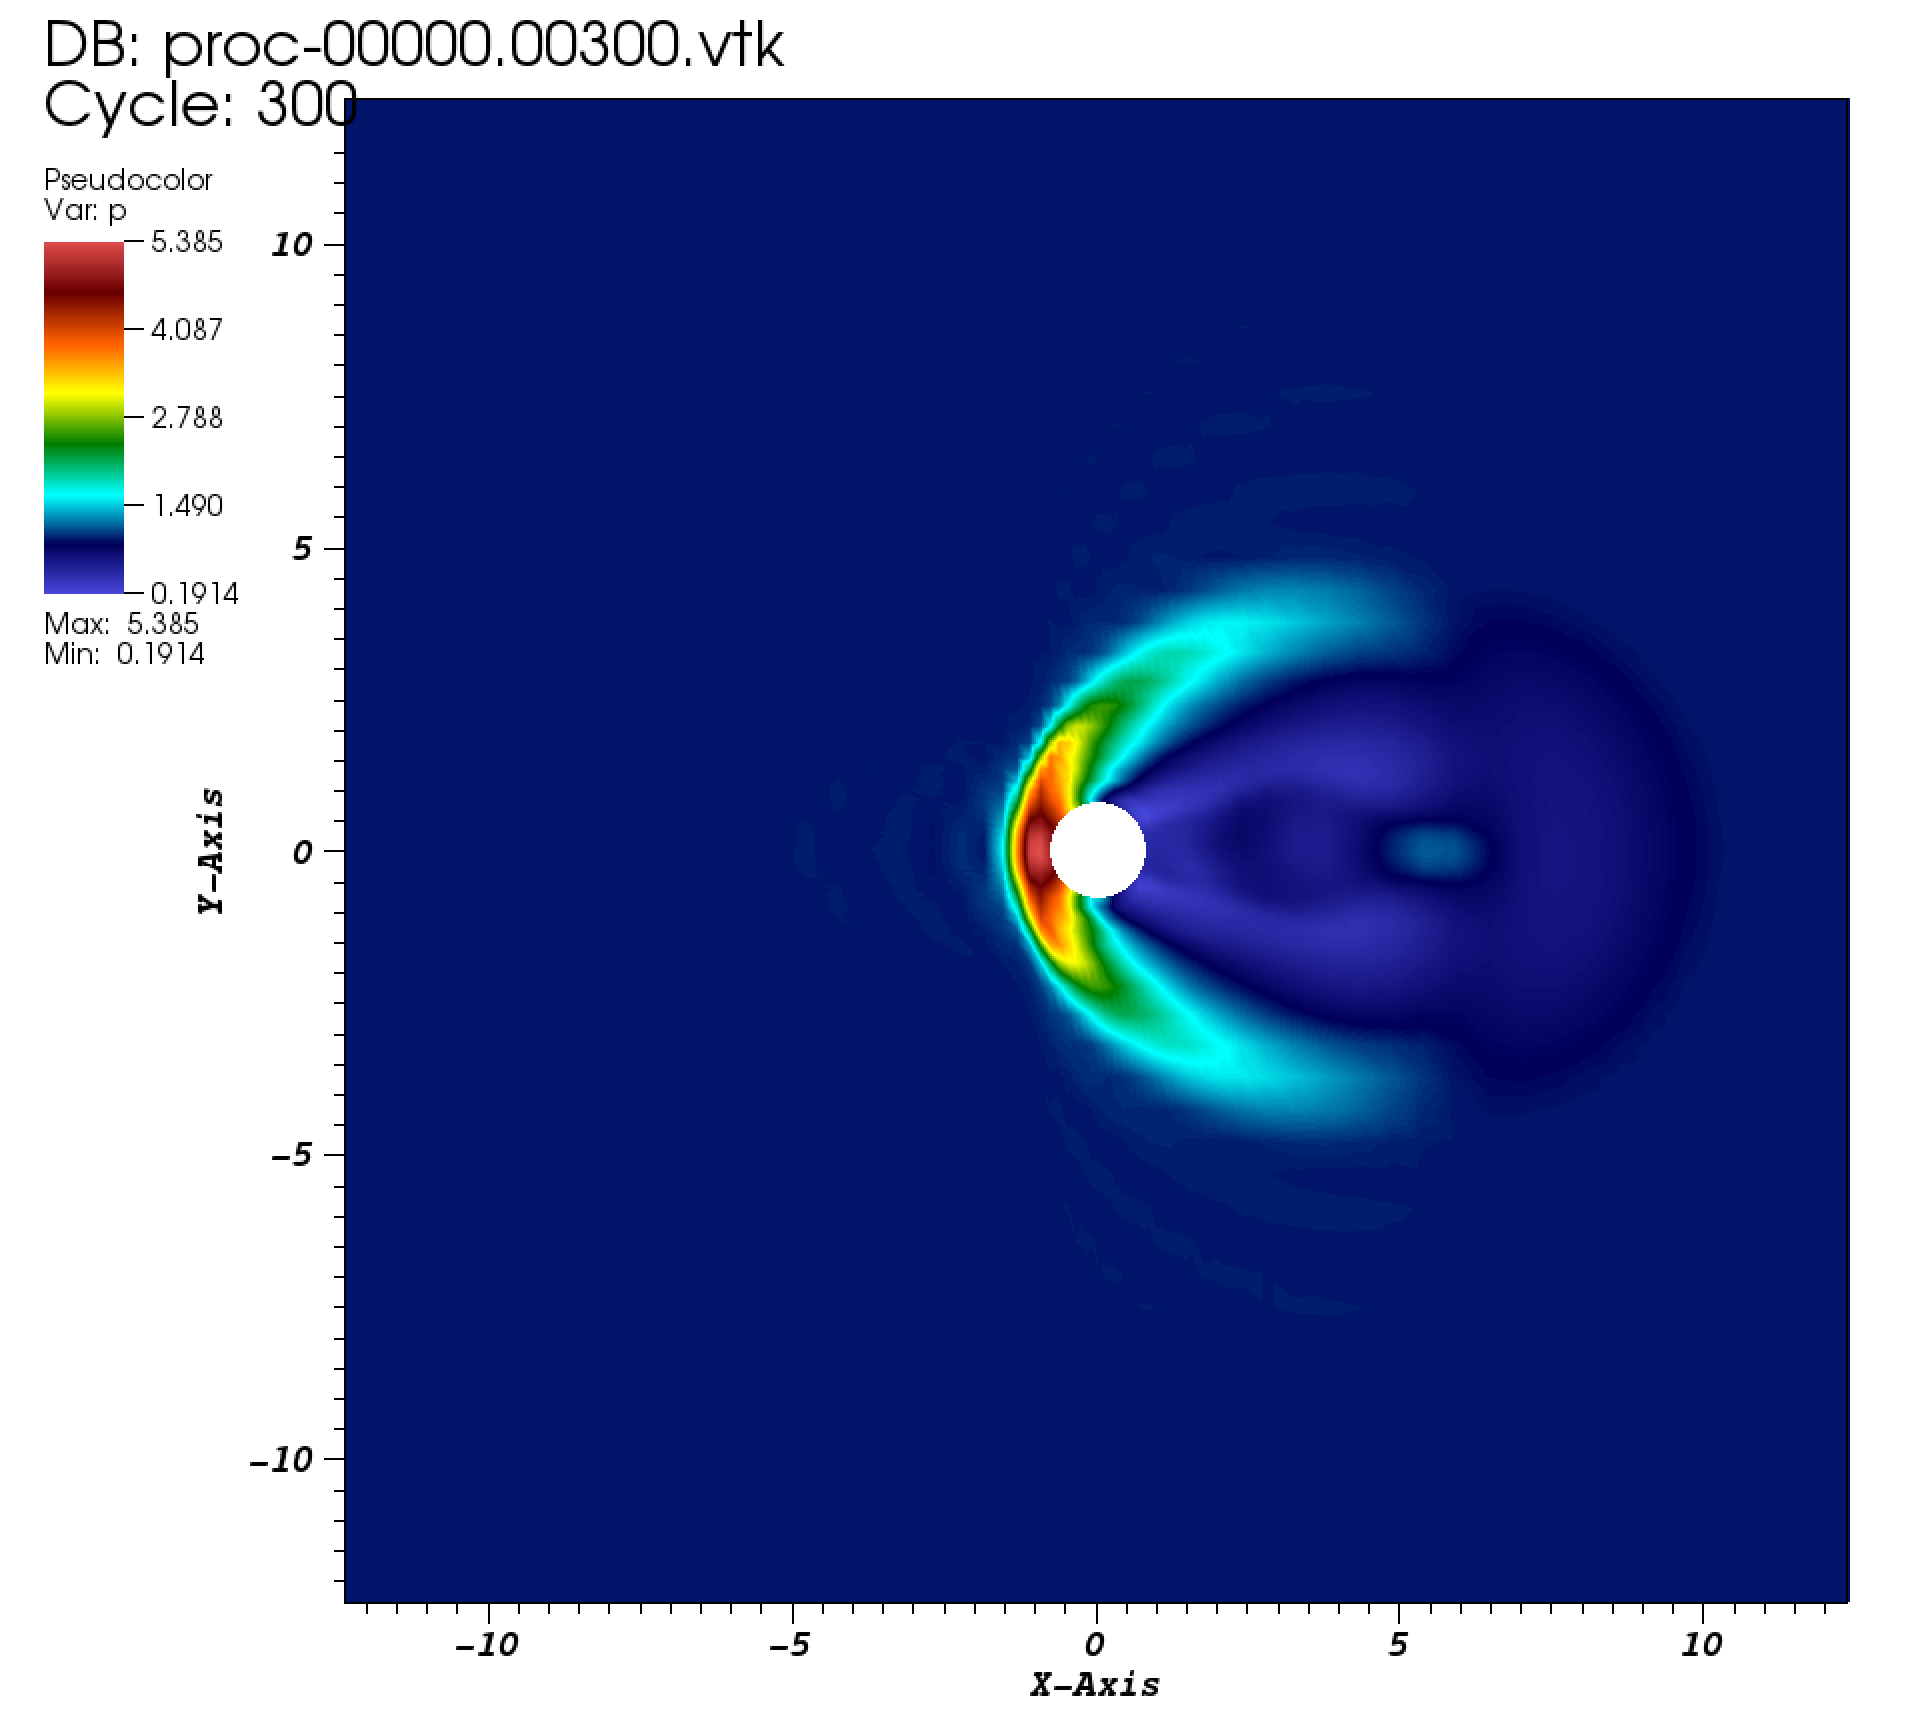 DB: proc-00000.00300.vtk
Cycle: 300
Pseudocolor
Var: p
5.385
4.087
2.788
1.490
0.1914
Max: 5.385
Min: 0.1914
10
5
0
-5
-10
Y-Axis
-10 -5 0 5 10
X-Axis